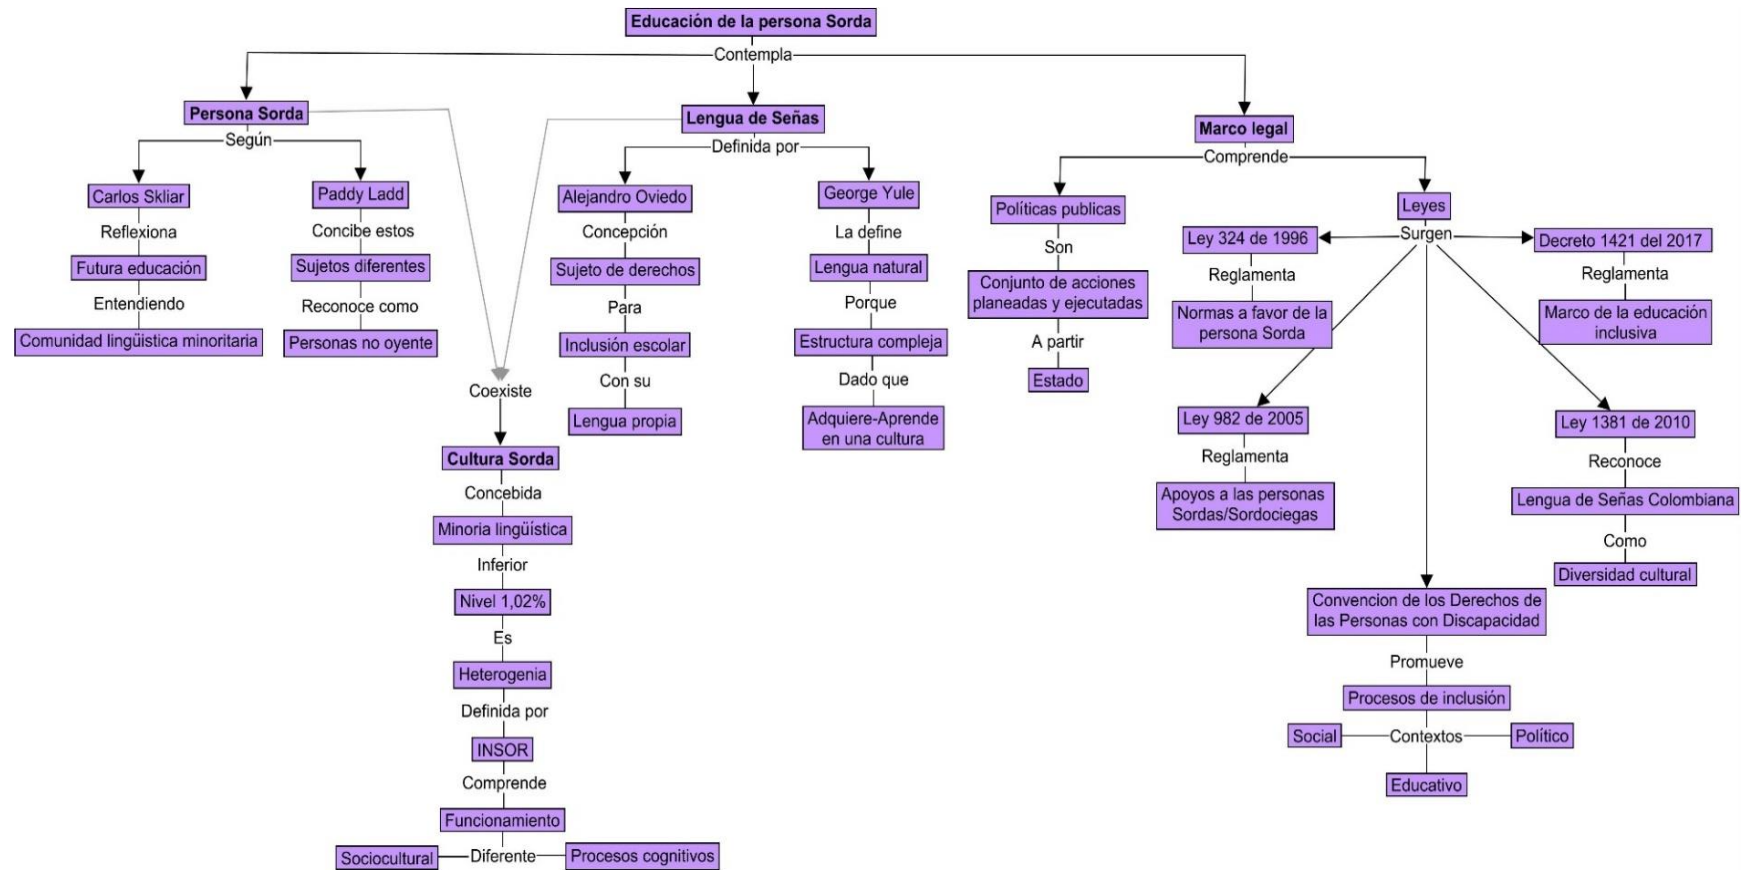 Educación de la persona Sorda
Contempla
Persona Sorda
Según
Carlos Skliar
Reflexiona
Futura educación
Entendiendo
Comunidad lingüistica minoritaria
Paddy Ladd
Concibe estos
Sujetos diferentes
Reconoce como
Personas no oyente
Lengua de Señas
Definida por
Alejandro Oviedo
Concepción
Sujeto de derechos
Para
Inclusión escolar
Con su
Lengua propia
George Yule
La define
Lengua natural
Porque
Estructura compleja
Dado que
Adquiere-Aprende
en una cultura
Coexiste
Cultura Sorda
Concebida
Minoria lingüística
Inferior
Nivel 1,02%
Es
Heterogenia
Definida por
INSOR
Comprende
Funcionamiento
Sociocultural
Diferente
Procesos cognitivos
Marco legal
Comprende
Políticas publicas
Son
Conjunto de acciones
planeadas y ejecutadas
A partir
Estado
Leyes
Surgen
Ley 324 de 1996
Reglamenta
Normas a favor de la
persona Sorda
Decreto 1421 del 2017
Reglamenta
Marco de la educación
inclusiva
Ley 982 de 2005
Reglamenta
Apoyos a las personas
Sordas/Sordociegas
Ley 1381 de 2010
Reconoce
Lengua de Señas Colombiana
Como
Diversidad cultural
Convencion de los Derechos de
las Personas con Discapacidad
Promueve
Procesos de inclusión
Social
Contextos
Político
Educativo